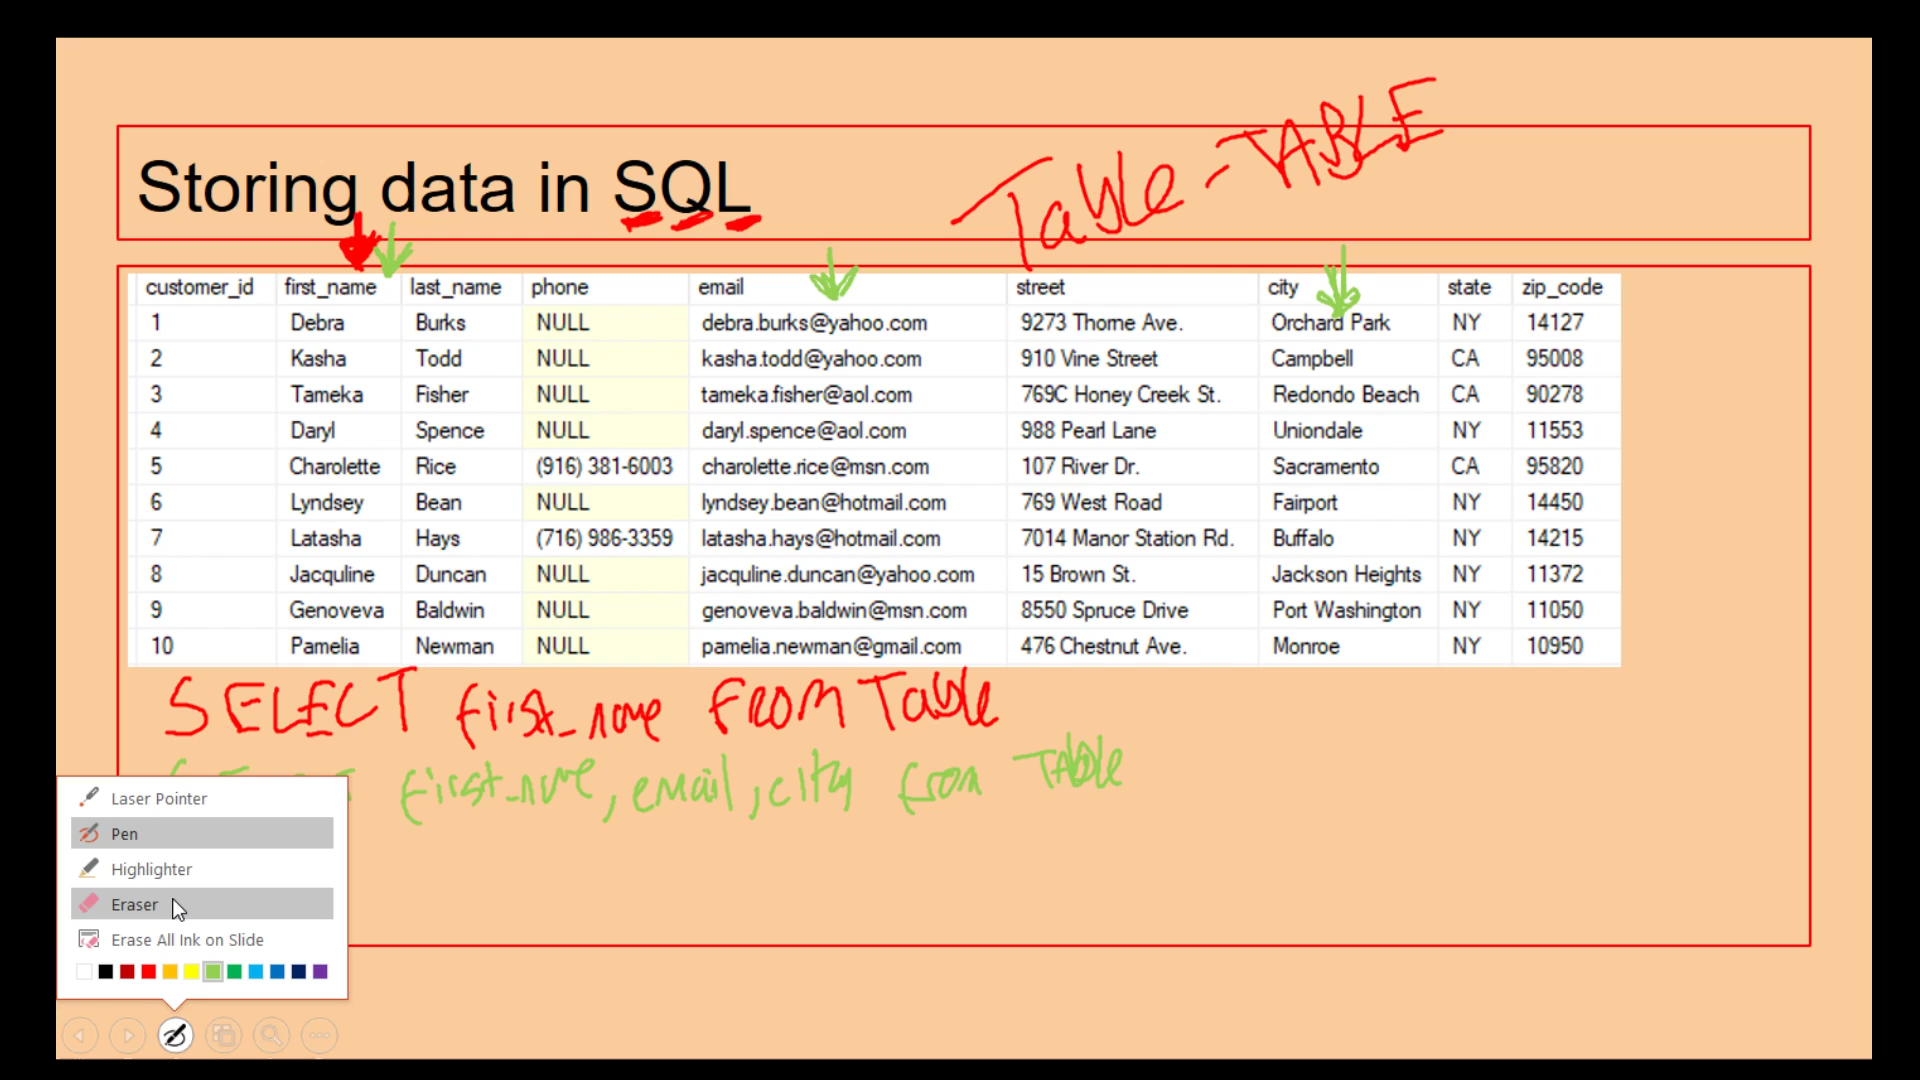 Table - TABLE
Storing data in SQL
customer_id first_name last_name phone email street city state zip_code
1 Debra Burks NULL debra.burks@yahoo.com 9273 Thorne Ave. Orchard Park NY 14127
2 Kasha Todd NULL kasha.todd@yahoo.com 910 Vine Street Campbell CA 95008
3 Tameka Fisher NULL tameka.fisher@aol.com 769C Honey Creek St. Redondo Beach CA 90278
4 Daryl Spence NULL daryl.spence@aol.com 988 Pearl Lane Uniondale NY 11553
5 Charolette Rice (916) 381-6003 charolette.rice@msn.com 107 River Dr. Sacramento CA 95820
6 Lyndsey Bean NULL lyndsey.bean@hotmail.com 769 West Road Fairport NY 14450
7 Latasha Hays (716) 986-3359 latasha.hays@hotmail.com 7014 Manor Station Rd. Buffalo NY 14215
8 Jacquline Duncan NULL jacquline.duncan@yahoo.com 15 Brown St. Jackson Heights NY 11372
9 Genoveva Baldwin NULL genoveva.baldwin@msn.com 8550 Spruce Drive Port Washington NY 11050
10 Pamelia Newman NULL pamelia.newman@gmail.com 476 Chestnut Ave. Monroe NY 10950
SELECT first_name FROM Table
first_name, email, city from TABle
Laser Pointer
Pen
Highlighter
Eraser
Erase All Ink on Slide